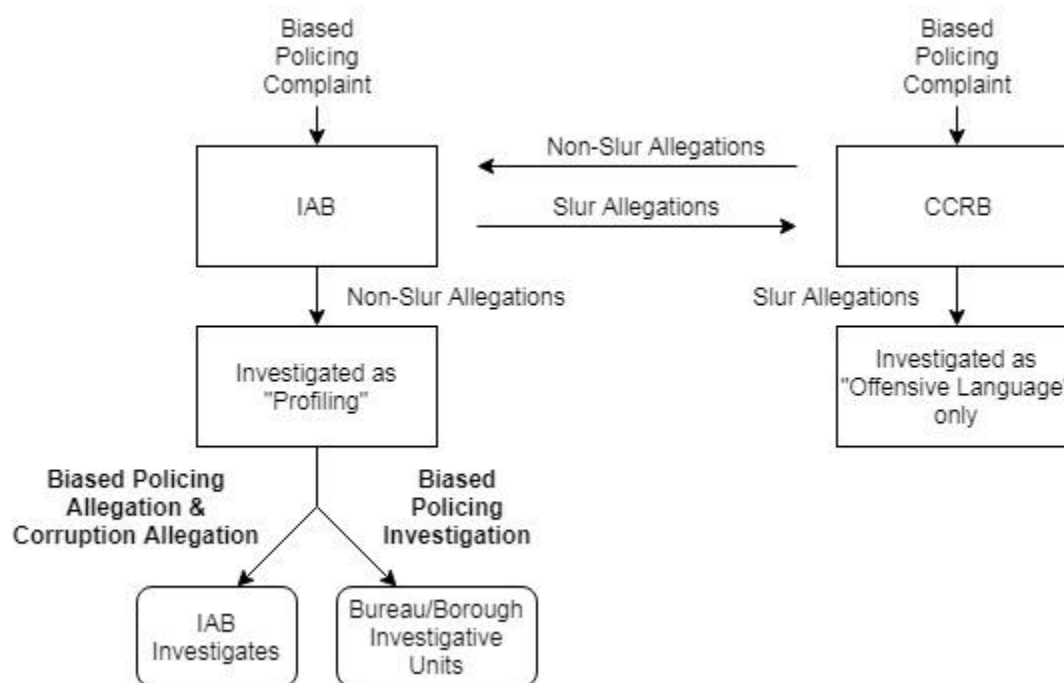 Biased
Policing
Complaint
Biased
Policing
Complaint
Non-Slur Allegations
IAB
Slur Allegations
CCRB
Non-Slur Allegations
Slur Allegations
Investigated as
"Profiling"
Investigated as
"Offensive Language"
only
Biased Policing
Allegation &
Corruption Allegation
Biased
Policing
Investigation
IAB
Investigates
Bureau/Borough
Investigative
Units